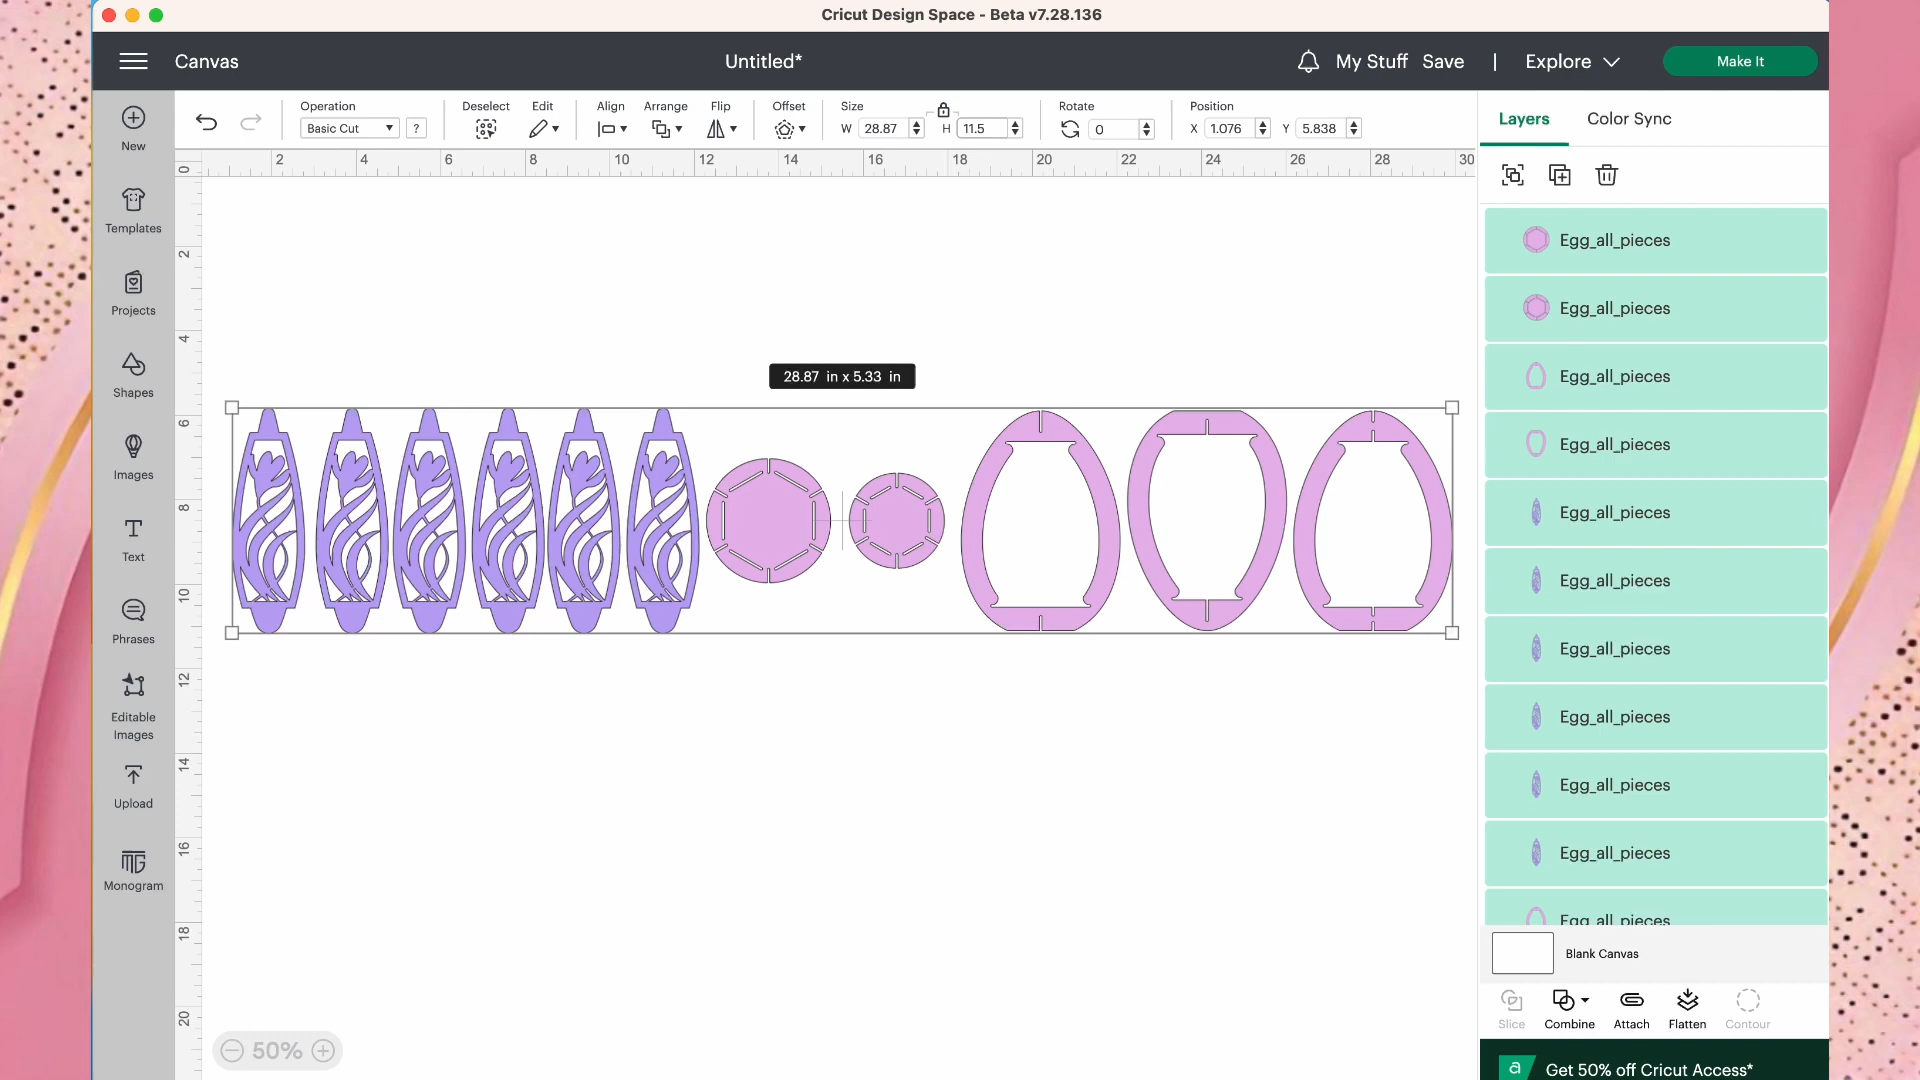 Cricut Design Space - Beta v7.28.136
Canvas
Untitled*
My Stuff
Save
|
Explore
Make It
Operation
Basic Cut
?
Deselect
Edit
Align
Arrange
Flip
Offset
Size
W 28.87
H 11.5
Rotate
0
Position
X 1.076
Y 5.838
New
Templates
Projects
Shapes
Images
Text
Phrases
Editable
Images
Upload
Monogram
0 2 4 6 8 10 12 14 16 18 20 22 24 26 28 30
2
4
6
8
10
12
14
16
18
20
28.87 in x 5.33 in
50%
Layers
Color Sync
Egg_all_pieces
Egg_all_pieces
Egg_all_pieces
Egg_all_pieces
Egg_all_pieces
Egg_all_pieces
Egg_all_pieces
Egg_all_pieces
Egg_all_pieces
Egg_all_pieces
Egg_all_pieces
Blank Canvas
Slice
Combine
Attach
Flatten
Contour
a
Get 50% off Cricut Access*